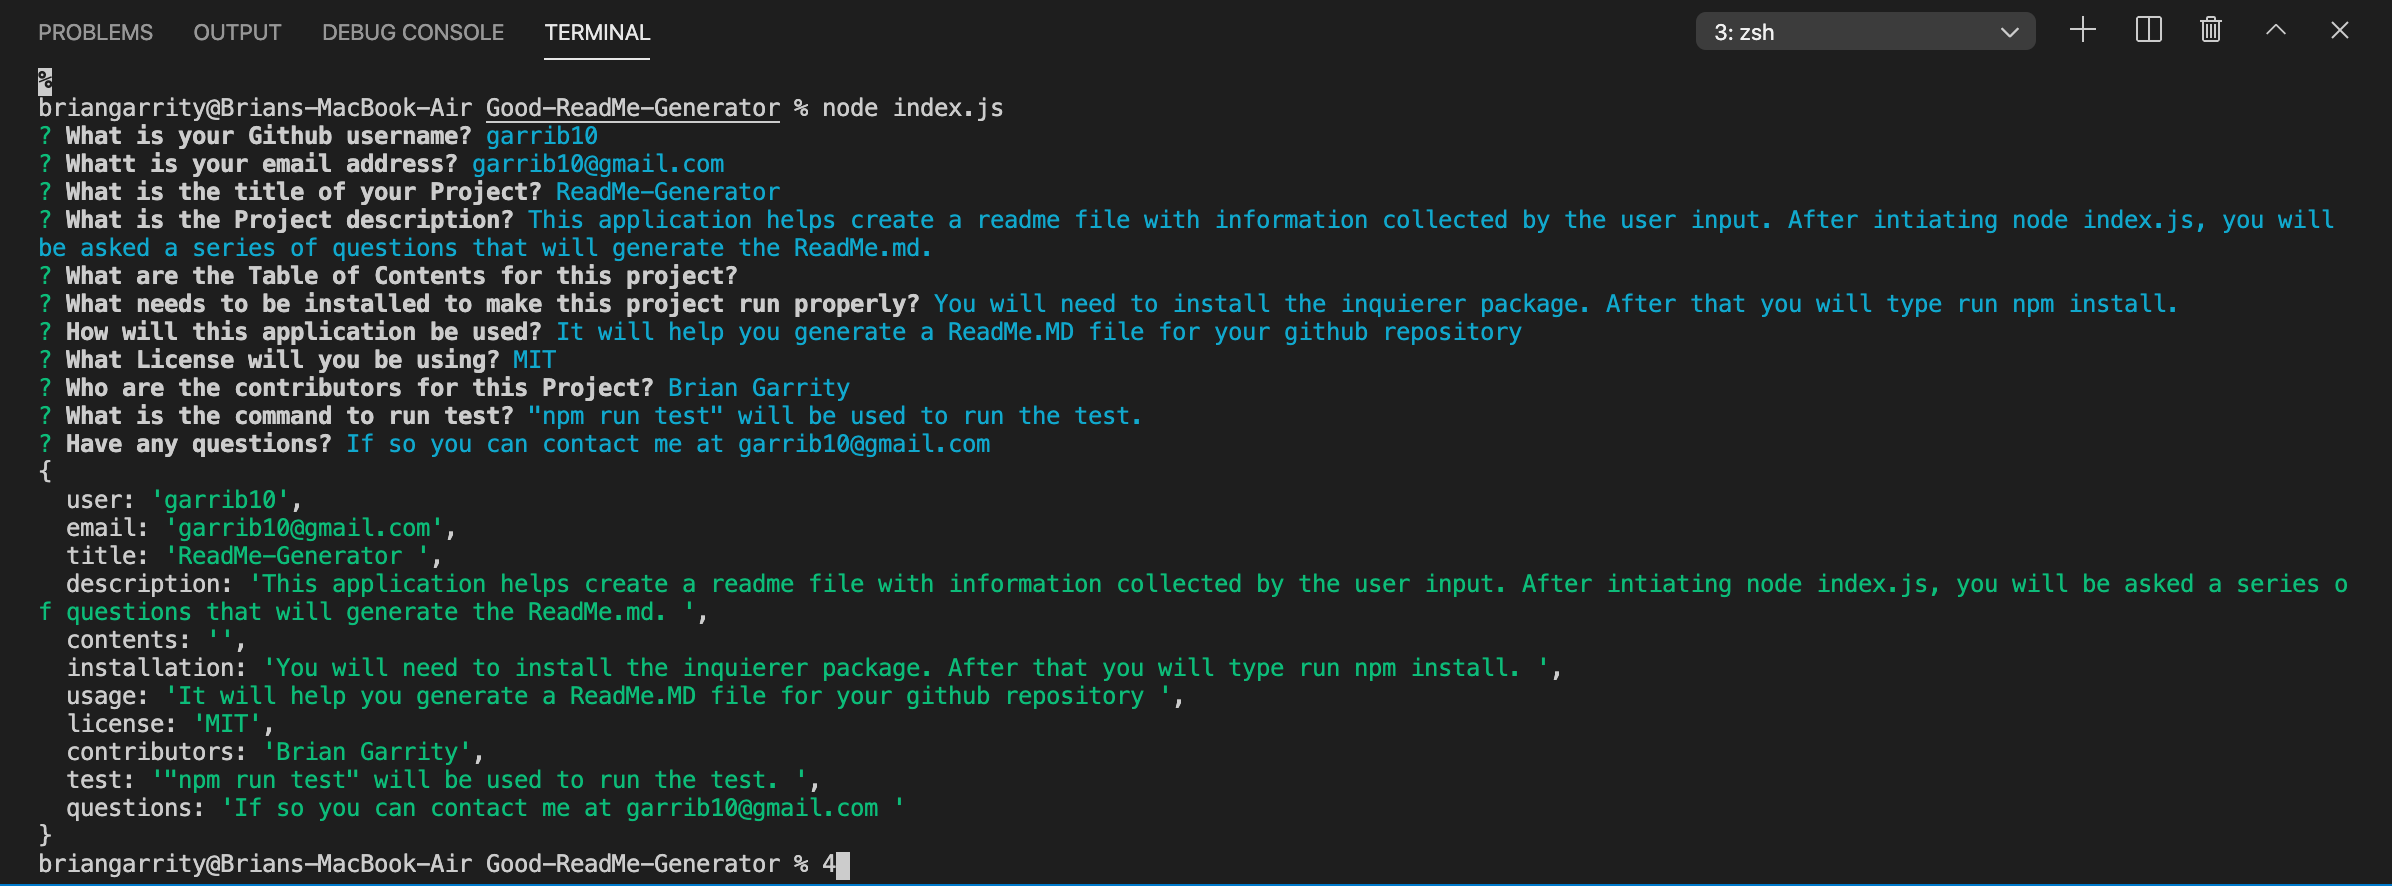 PROBLEMS OUTPUT DEBUG CONSOLE TERMINAL 3: zsh
%
briangarrity@Brians-MacBook-Air Good-ReadMe-Generator % node index.js
? What is your Github username? garrib10
? Whatt is your email address? garrib10@gmail.com
? What is the title of your Project? ReadMe-Generator
? What is the Project description? This application helps create a readme file with information collected by the user input. After intiating node index.js, you will
be asked a series of questions that will generate the ReadMe.md.
? What are the Table of Contents for this project?
? What needs to be installed to make this project run properly? You will need to install the inquierer package. After that you will type run npm install.
? How will this application be used? It will help you generate a ReadMe.MD file for your github repository
? What License will you be using? MIT
? Who are the contributors for this Project? Brian Garrity
? What is the command to run test? "npm run test" will be used to run the test.
? Have any questions? If so you can contact me at garrib10@gmail.com
{
  user: 'garrib10',
  email: 'garrib10@gmail.com',
  title: 'ReadMe-Generator ',
  description: 'This application helps create a readme file with information collected by the user input. After intiating node index.js, you will be asked a series o
f questions that will generate the ReadMe.md. ',
  contents: '',
  installation: 'You will need to install the inquierer package. After that you will type run npm install. ',
  usage: 'It will help you generate a ReadMe.MD file for your github repository ',
  license: 'MIT',
  contributors: 'Brian Garrity',
  test: '"npm run test" will be used to run the test. ',
  questions: 'If so you can contact me at garrib10@gmail.com '
}
briangarrity@Brians-MacBook-Air Good-ReadMe-Generator % 4